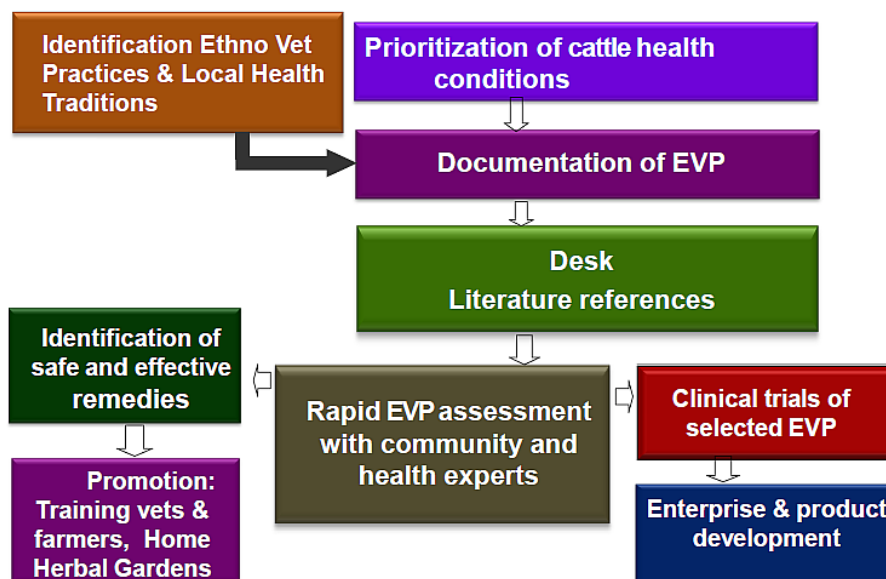 Identification Ethno Vet
Practices & Local Health
Traditions
Prioritization of cattle health
conditions
Documentation of EVP
Desk
Literature references
Identification of
safe and effective
remedies
Rapid EVP assessment
with community and
health experts
Clinical trials of
selected EVP
Promotion:
Training vets &
farmers, Home
Herbal Gardens
Enterprise & product
development